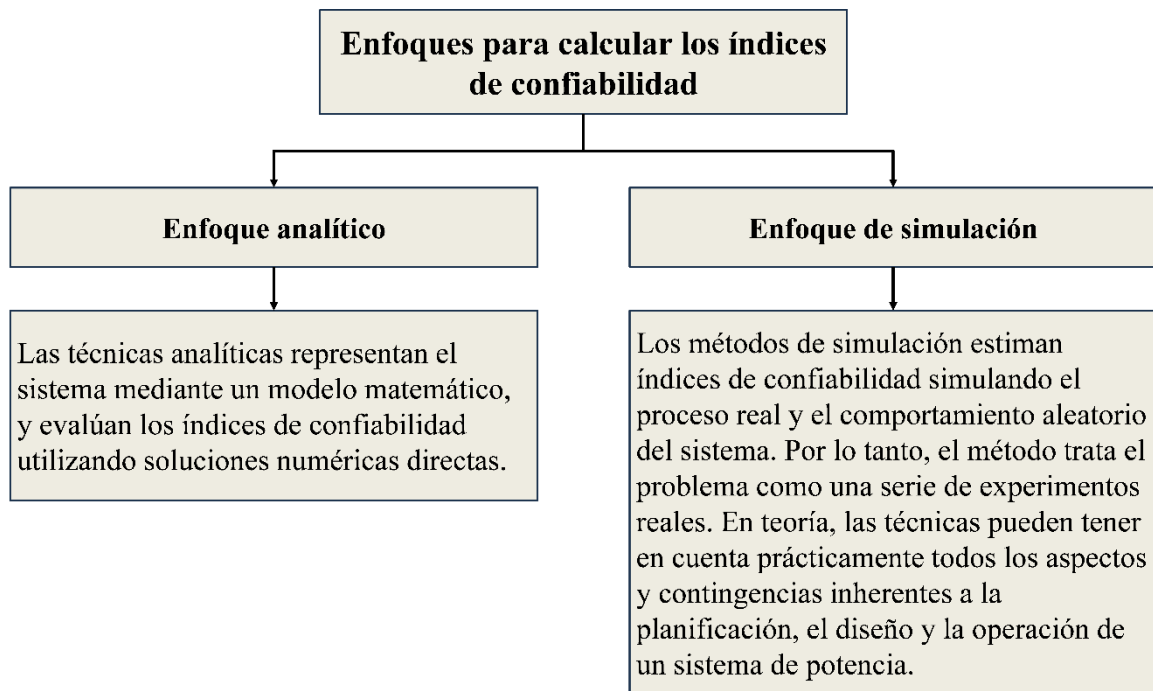 Enfoques para calcular los índices
de confiabilidad
Enfoque analítico
Enfoque de simulación
Las técnicas analíticas representan el
sistema mediante un modelo matemático,
y evalúan los índices de confiabilidad
utilizando soluciones numéricas directas.
Los métodos de simulación estiman
índices de confiabilidad simulando el
proceso real y el comportamiento aleatorio
del sistema. Por lo tanto, el método trata el
problema como una serie de experimentos
reales. En teoría, las técnicas pueden tener
en cuenta prácticamente todos los aspectos
y contingencias inherentes a la
planificación, el diseño y la operación de
un sistema de potencia.